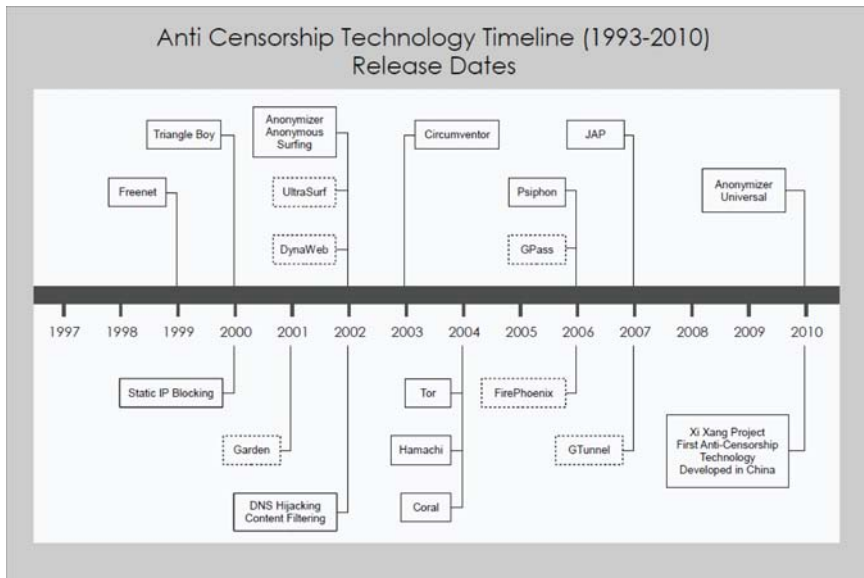 Anti Censorship Technology Timeline (1993-2010)
Release Dates
Triangle Boy
Anonymizer
Anonymous
Surfing
Circumventor
JAP
Freenet
UltraSurf
Psiphon
Anonymizer
Universal
DynaWeb
GPass
1997 1998 1999 2000 2001 2002 2003 2004 2005 2006 2007 2008 2009 2010
Static IP Blocking
Tor
FirePhoenix
Garden
Hamachi
GTunnel
Xi Xang Project
First Anti-Censorship
Technology
Developed in China
DNS Hijacking
Content Filtering
Coral